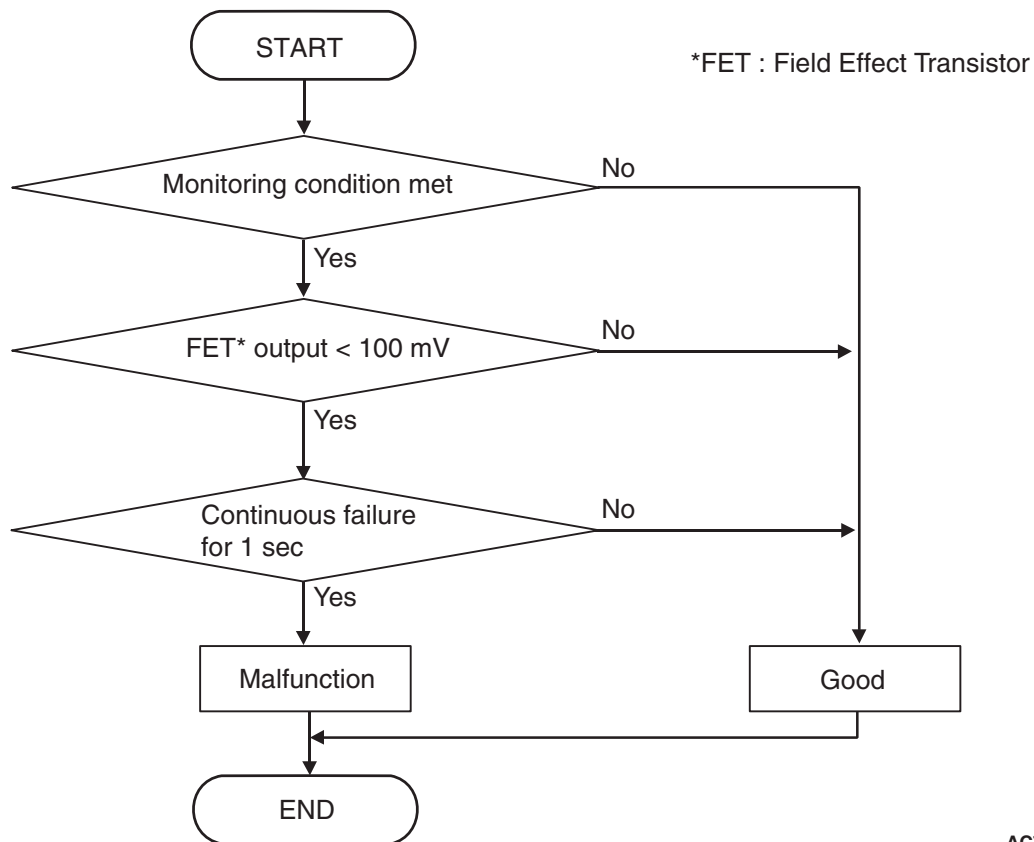 START
*FET : Field Effect Transistor
Monitoring condition met
No
Yes
FET* output < 100 mV
No
Yes
Continuous failure
for 1 sec
No
Yes
Malfunction
Good
END